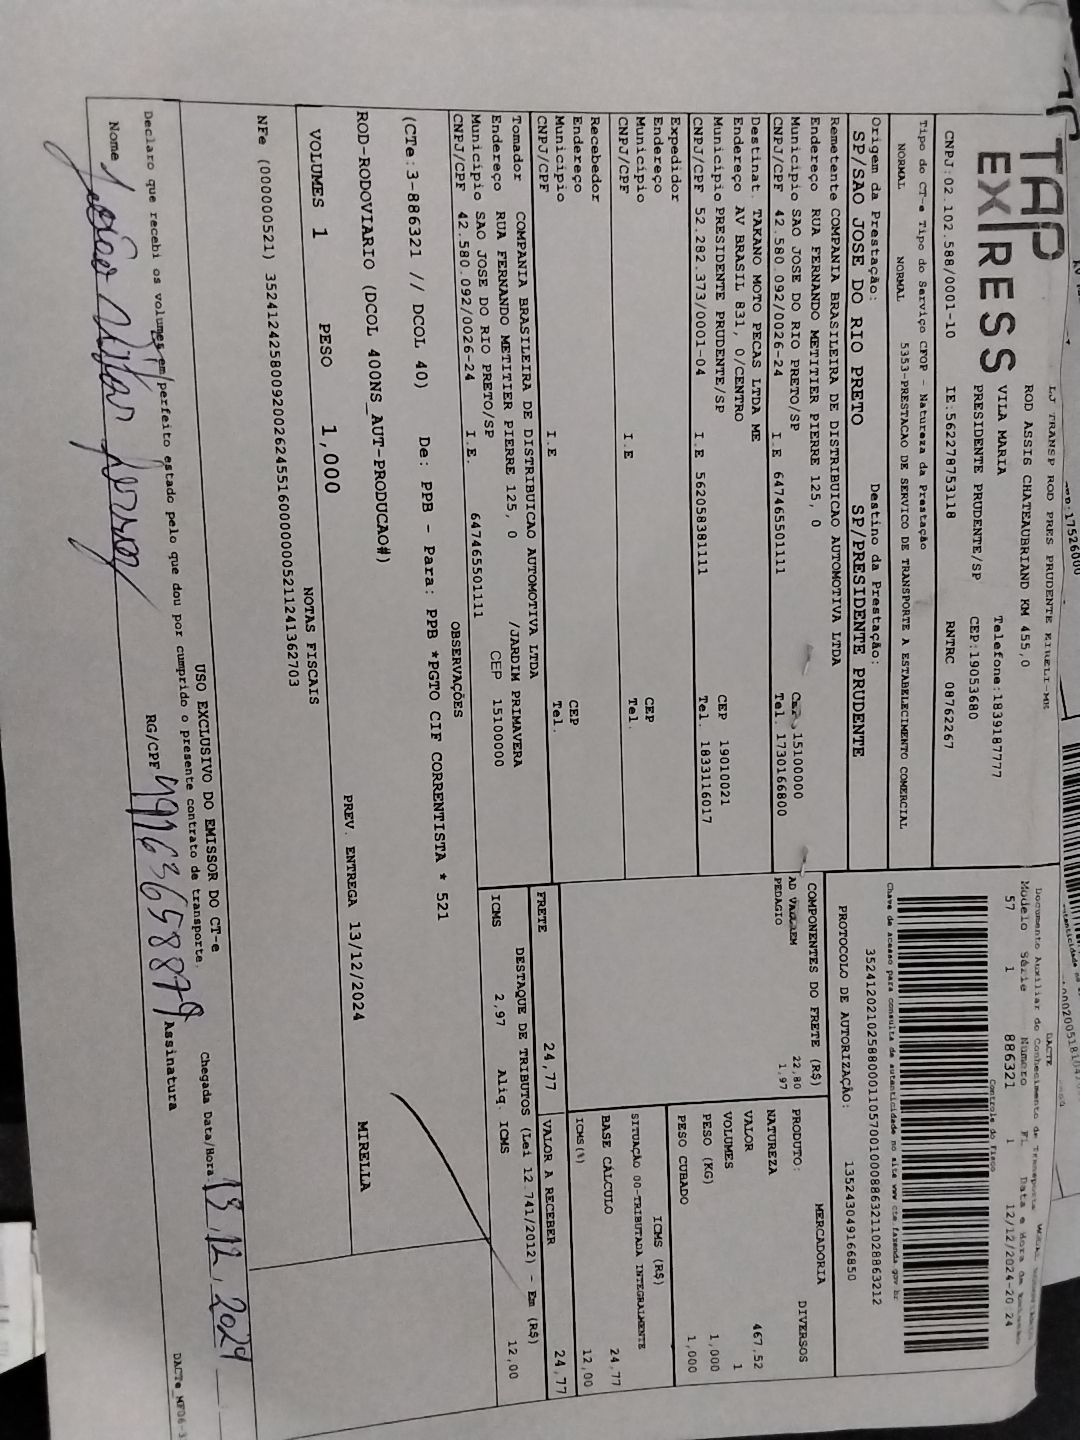 TAP
EXPRESS
LJ TRANSP ROD PRES PRUDENTE EIRELI-ME
ROD ASSIS CHATEAUBRIAND KM 455,0
VILA MARIA
Telefone:1839187777
PRESIDENTE PRUDENTE/SP
CEP:19053680
CNPJ:02.102.588/0001-10
IE:562278753118
RNTRC 08762267
DACTE
Documento Auxiliar do Conhecimento de Transporte
Modelo Série Número FL Data e Hora de
57 1 886321 1 12/12/2024-20:24
Controle do Fisco
Chave de acesso para consulta de autenticidade no site www.cte.fazenda.gov.br
35241202102588000110570010008863211028863212
PROTOCOLO DE AUTORIZAÇÃO: 135243049166850
Tipo do CT-e Tipo do Serviço CFOP - Natureza da Prestação
NORMAL NORMAL 5353-PRESTACAO DE SERVICO DE TRANSPORTE A ESTABELECIMENTO COMERCIAL
Origem da Prestação: Destino da Prestação:
SP/SAO JOSE DO RIO PRETO SP/PRESIDENTE PRUDENTE
Remetente COMPANIA BRASILEIRA DE DISTRIBUICAO AUTOMOTIVA LTDA
Endereço RUA FERNANDO METITIER PIERRE 125, 0
Municipio SAO JOSE DO RIO PRETO/SP 15100000
CNPJ/CPF 42.580.092/0026-24 I.E 647465501111 Tel. 1730166800
Destinat. TAKANO MOTO PECAS LTDA ME
Endereço AV BRASIL 831, 0/CENTRO
Municipio PRESIDENTE PRUDENTE/SP CEP 19010021
CNPJ/CPF 52.282.373/0001-04 I.E 562058381111 Tel. 1833116017
Expedidor
Endereço
Municipio CEP
CNPJ/CPF I.E Tel.
Recebedor
Endereço
Municipio CEP
CNPJ/CPF I.E Tel.
Tomador COMPANIA BRASILEIRA DE DISTRIBUICAO AUTOMOTIVA LTDA
Endereço RUA FERNANDO METITIER PIERRE 125, 0 /JARDIM PRIMAVERA
Municipio SAO JOSE DO RIO PRETO/SP CEP 15100000
CNPJ/CPF 42.580.092/0026-24 I.E. 647465501111
COMPONENTES DO FRETE (R$)
AD VALOREM 22,80
PEDAGIO 1,97
PRODUTO: MERCADORIA
NATUREZA DIVERSOS
VALOR 467,52
VOLUMES 1
PESO (KG) 1,000
PESO CUBADO 1,000
ICMS (R$)
SITUAÇÃO 00-TRIBUTADA INTEGRALMENTE
BASE CÁLCULO 24,77
ICMS(%) 12,00
FRETE 24,77 VALOR A RECEBER 24,77
DESTAQUE DE TRIBUTOS (Lei 12.741/2012) - Em (R$)
ICMS 2,97 Aliq. ICMS 12,00
OBSERVAÇÕES
(CTe:3-886321 // DCOL 40) De: PPB - Para: PPB *PGTO CIF CORRENTISTA * 521
ROD-RODOVIARIO (DCOL 400NS_AUT-PRODUCAO#)
PREV. ENTREGA 13/12/2024 MIRELLA
VOLUMES 1 PESO 1,000
NOTAS FISCAIS
NFe (000000521) 35241242580092002624551600000005211241362703
USO EXCLUSIVO DO EMISSOR DO CT-e
Declaro que recebi os volumes em perfeito estado pelo que dou por cumprido o presente contrato de transporte.
Chegada Data/Hora 13.12.2024
Nome RG/CPF Assinatura